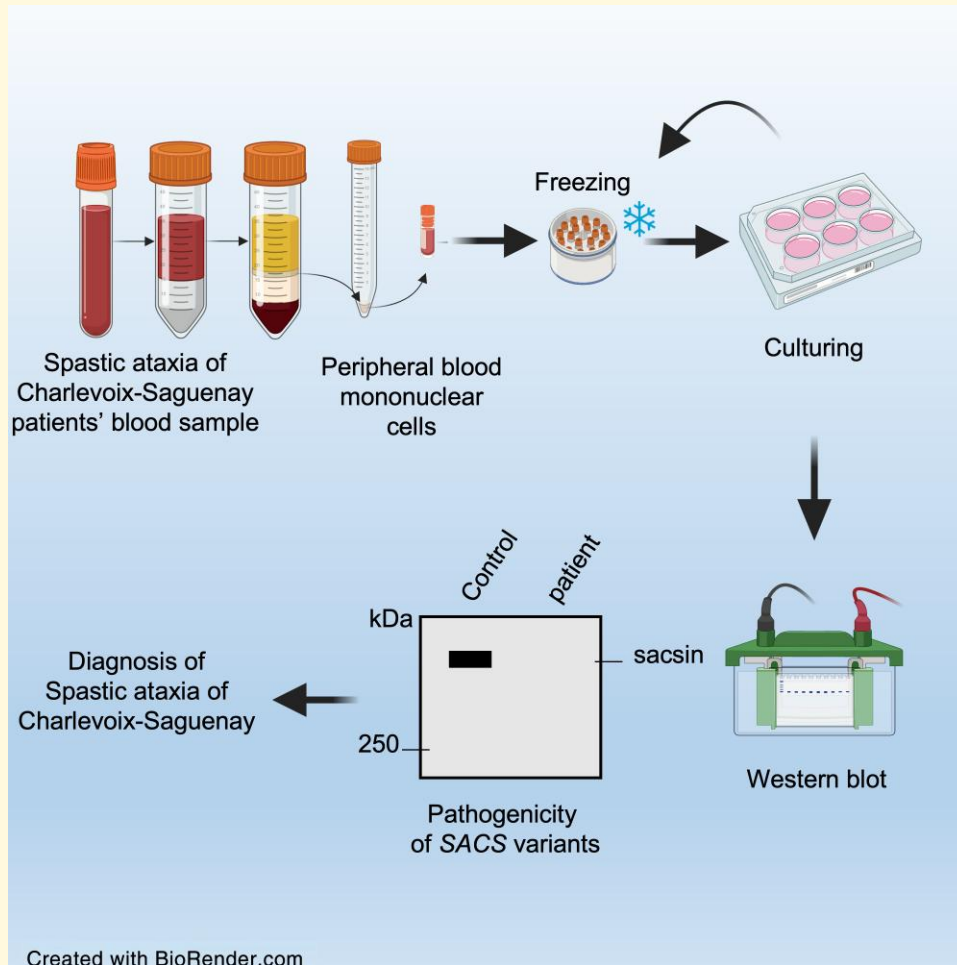 Freezing
Spastic ataxia of
Charlevoix-Saguenay
patients’ blood sample
Peripheral blood
mononuclear
cells
Culturing
Control
patient
kDa
sacsin
250
Diagnosis of
Spastic ataxia of
Charlevoix-Saguenay
Western blot
Pathogenicity
of SACS variants
Created with BioRender.com